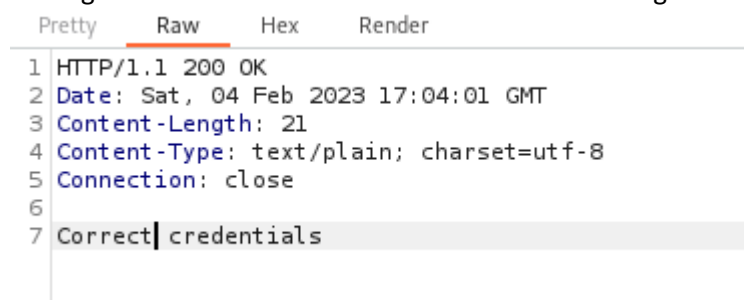 Pretty Raw Hex Render
1 HTTP/1.1 200 OK
2 Date: Sat, 04 Feb 2023 17:04:01 GMT
3 Content-Length: 21
4 Content-Type: text/plain; charset=utf-8
5 Connection: close
6
7 Correct credentials